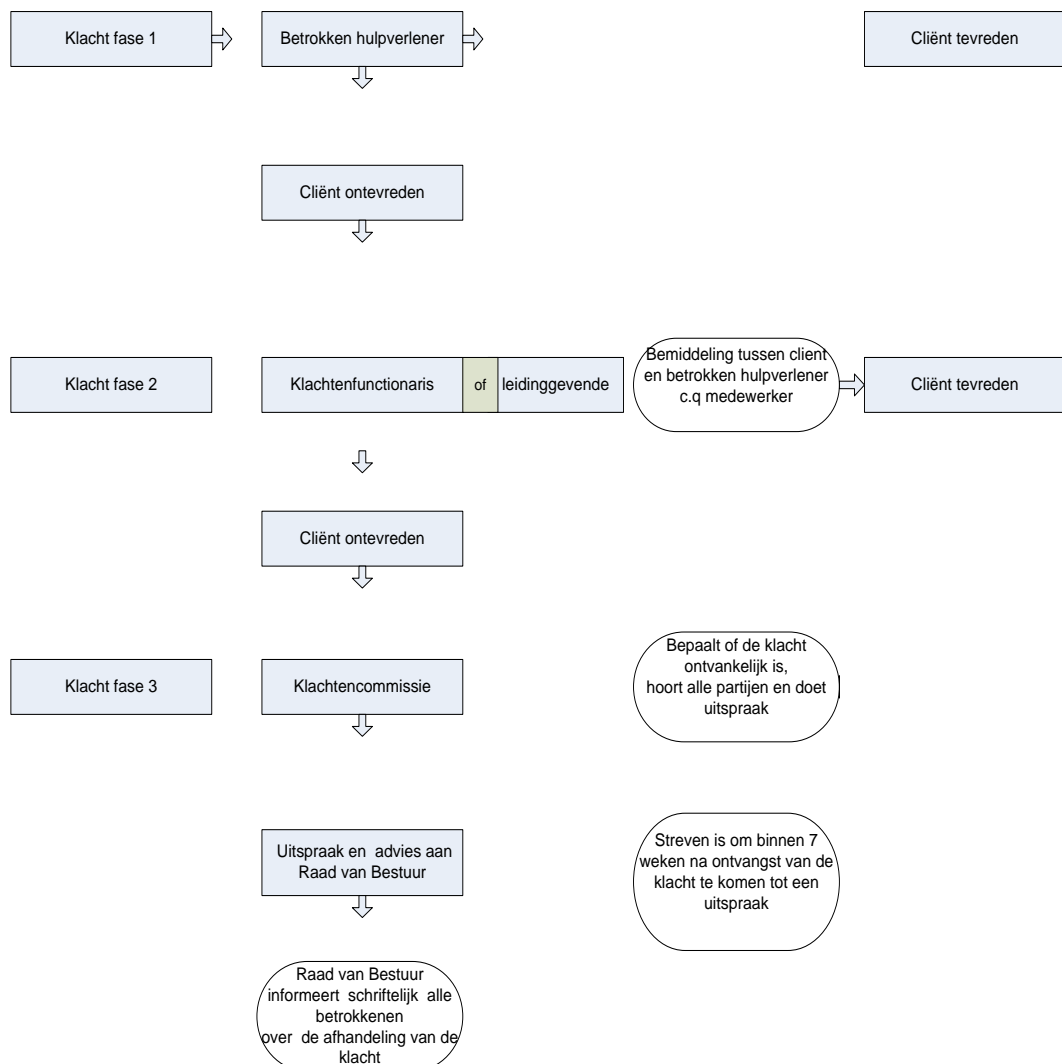 Klacht fase 1
Betrokken hulpverlener
Cliënt tevreden
Cliënt ontevreden
Klacht fase 2
Klachtenfunctionaris
of
leidinggevende
Bemiddeling tussen client
en betrokken hulpverlener
c.q medewerker
Cliënt tevreden
Cliënt ontevreden
Klacht fase 3
Klachtencommissie
Bepaalt of de klacht
ontvankelijk is,
hoort alle partijen en doet
uitspraak
Uitspraak en advies aan
Raad van Bestuur
Streven is om binnen 7
weken na ontvangst van de
klacht te komen tot een
uitspraak
Raad van Bestuur
informeert schriftelijk alle
betrokkenen
over de afhandeling van de
klacht